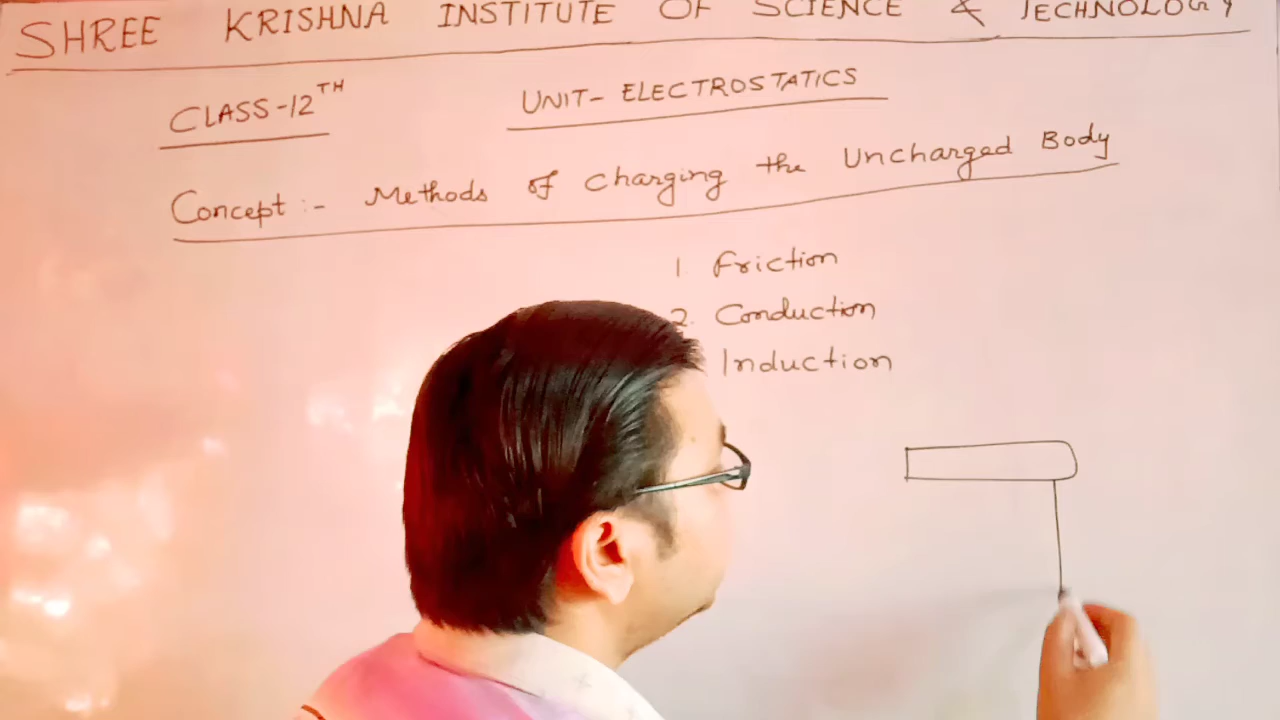 SHREE KRISHNA INSTITUTE OF SCIENCE & TECHNOLOGY
CLASS-12TH
UNIT- ELECTROSTATICS
Concept :- Methods of Charging the Uncharged Body
1. Friction
2. Conduction
Induction